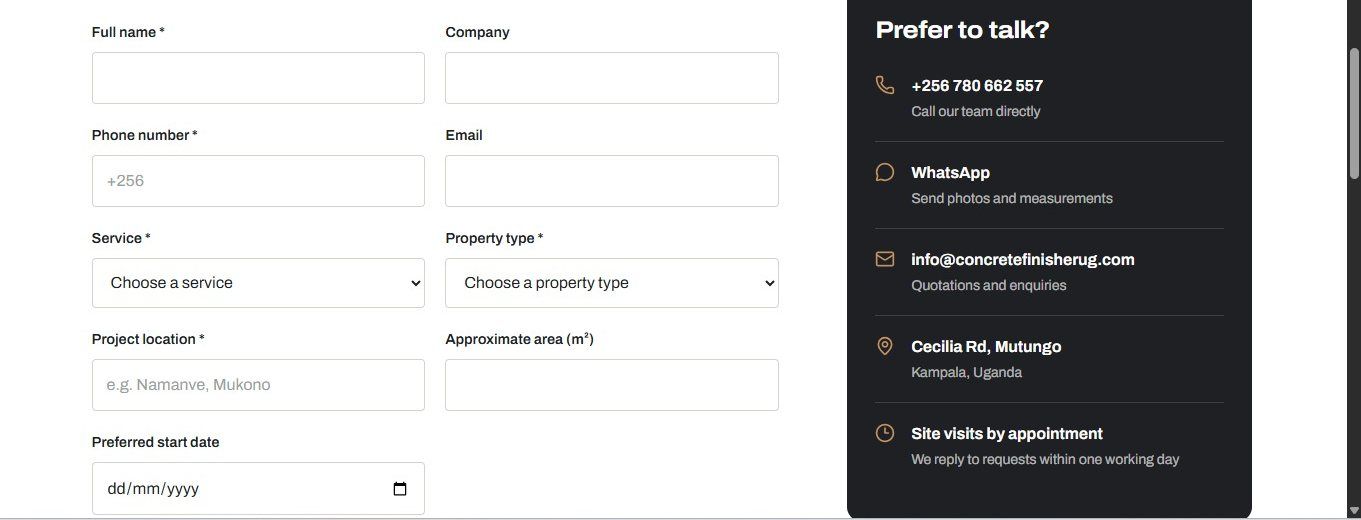 Full name *
Company
Phone number *
+256
Email
Service *
Choose a service
Property type *
Choose a property type
Project location *
e.g. Namanve, Mukono
Approximate area (m²)
Preferred start date
dd/mm/yyyy
Prefer to talk?
+256 780 662 557
Call our team directly
WhatsApp
Send photos and measurements
info@concretefinisherug.com
Quotations and enquiries
Cecilia Rd, Mutungo
Kampala, Uganda
Site visits by appointment
We reply to requests within one working day